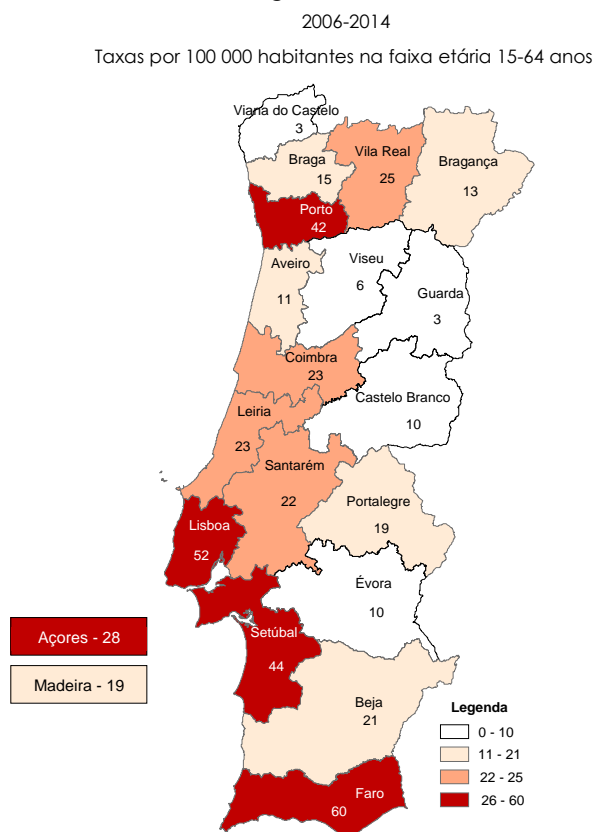 2006-2014
Taxas por 100 000 habitantes na faixa etária 15-64 anos
Viana do Castelo
3
Braga
15
Vila Real
25
Bragança
13
Porto
42
Aveiro
11
Viseu
6
Guarda
3
Coimbra
23
Castelo Branco
10
Leiria
23
Santarém
22
Portalegre
19
Lisboa
52
Évora
10
Setúbal
44
Açores - 28
Madeira - 19
Beja
21
Faro
60
Legenda
0 - 10
11 - 21
22 - 25
26 - 60